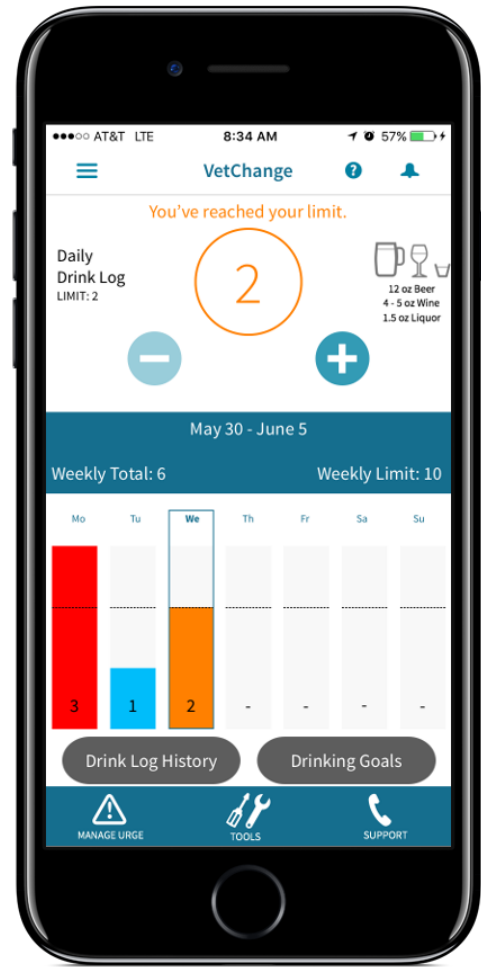 AT&T LTE 8:34 AM 57%
VetChange ?
You've reached your limit.
Daily
Drink Log
LIMIT: 2
2
12 oz Beer
4 - 5 oz Wine
1.5 oz Liquor
May 30 - June 5
Weekly Total: 6 Weekly Limit: 10
Mo Tu We Th Fr Sa Su
3 1 2 - - - -
Drink Log History Drinking Goals
MANAGE URGE TOOLS SUPPORT